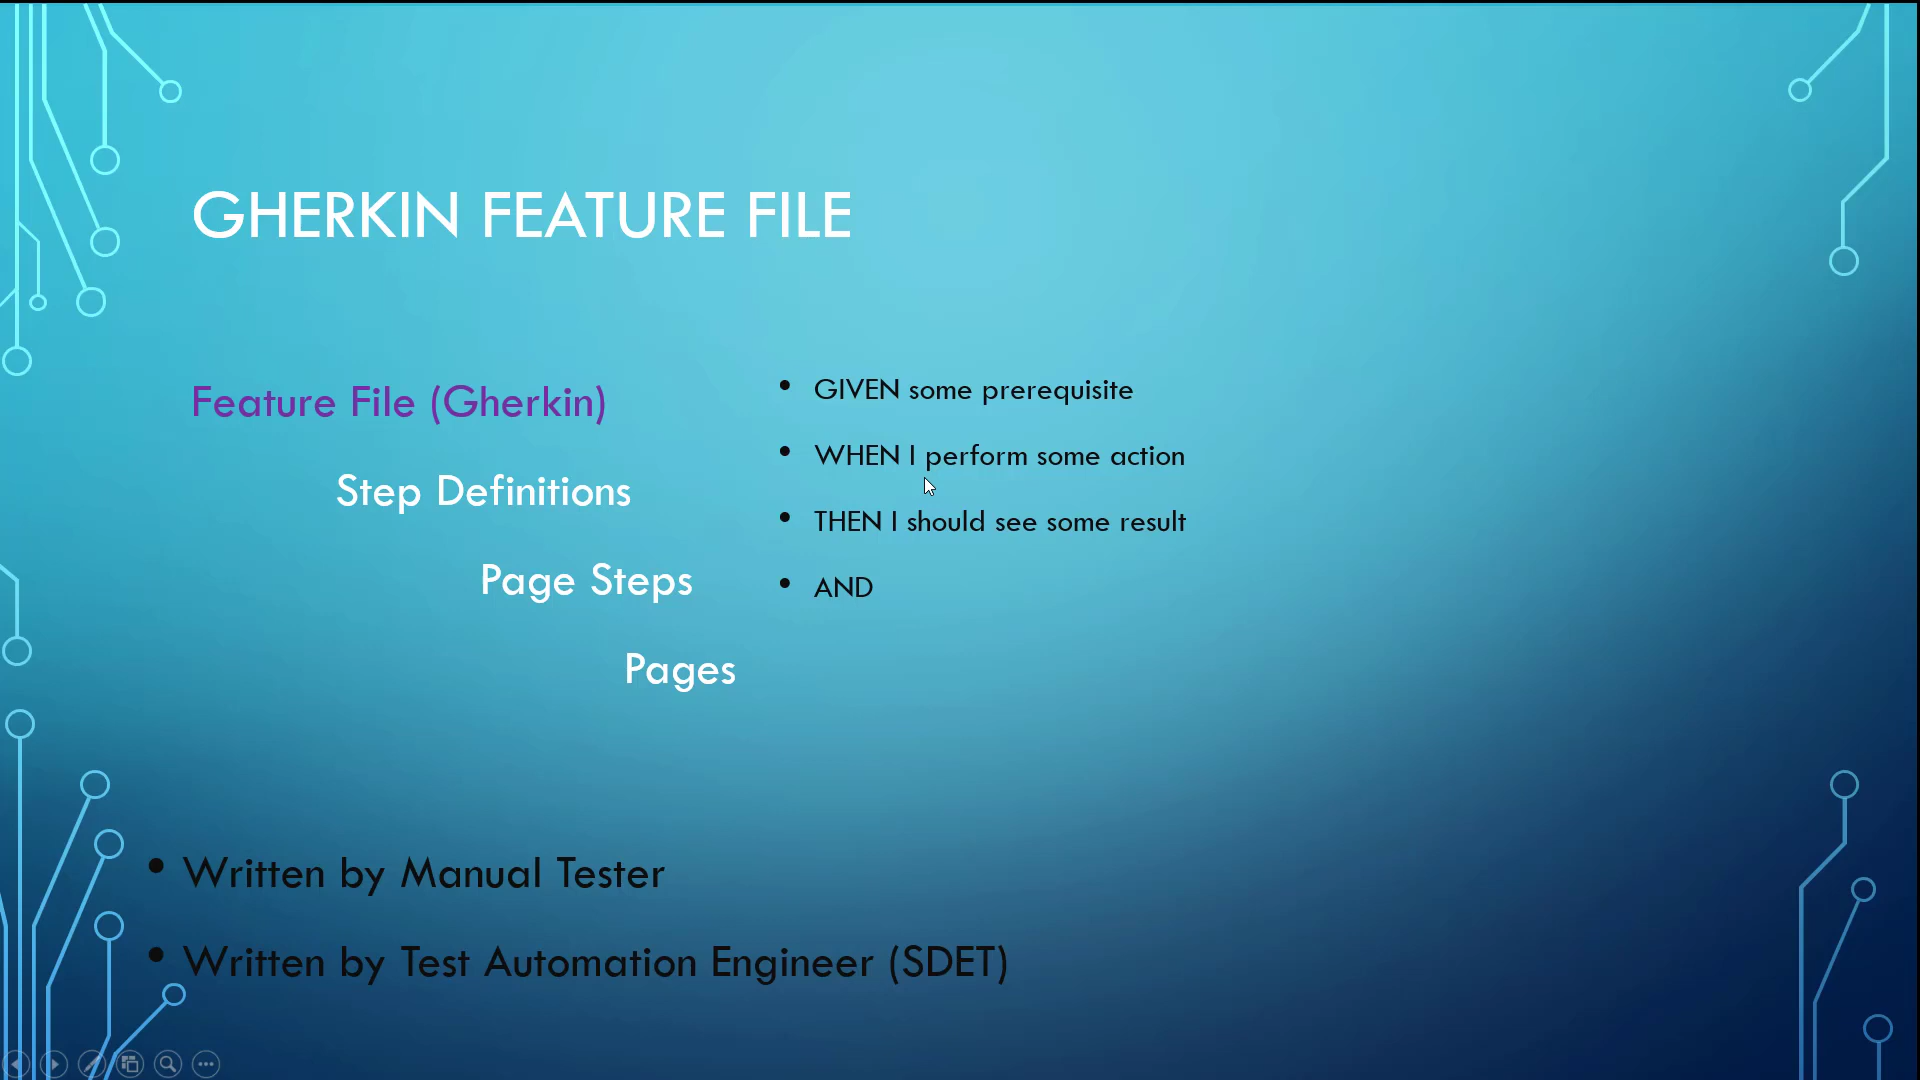 GHERKIN FEATURE FILE
Feature File (Gherkin)
Step Definitions
Page Steps
Pages
• GIVEN some prerequisite
• WHEN I perform some action
• THEN I should see some result
• AND
• Written by Manual Tester
• Written by Test Automation Engineer (SDET)